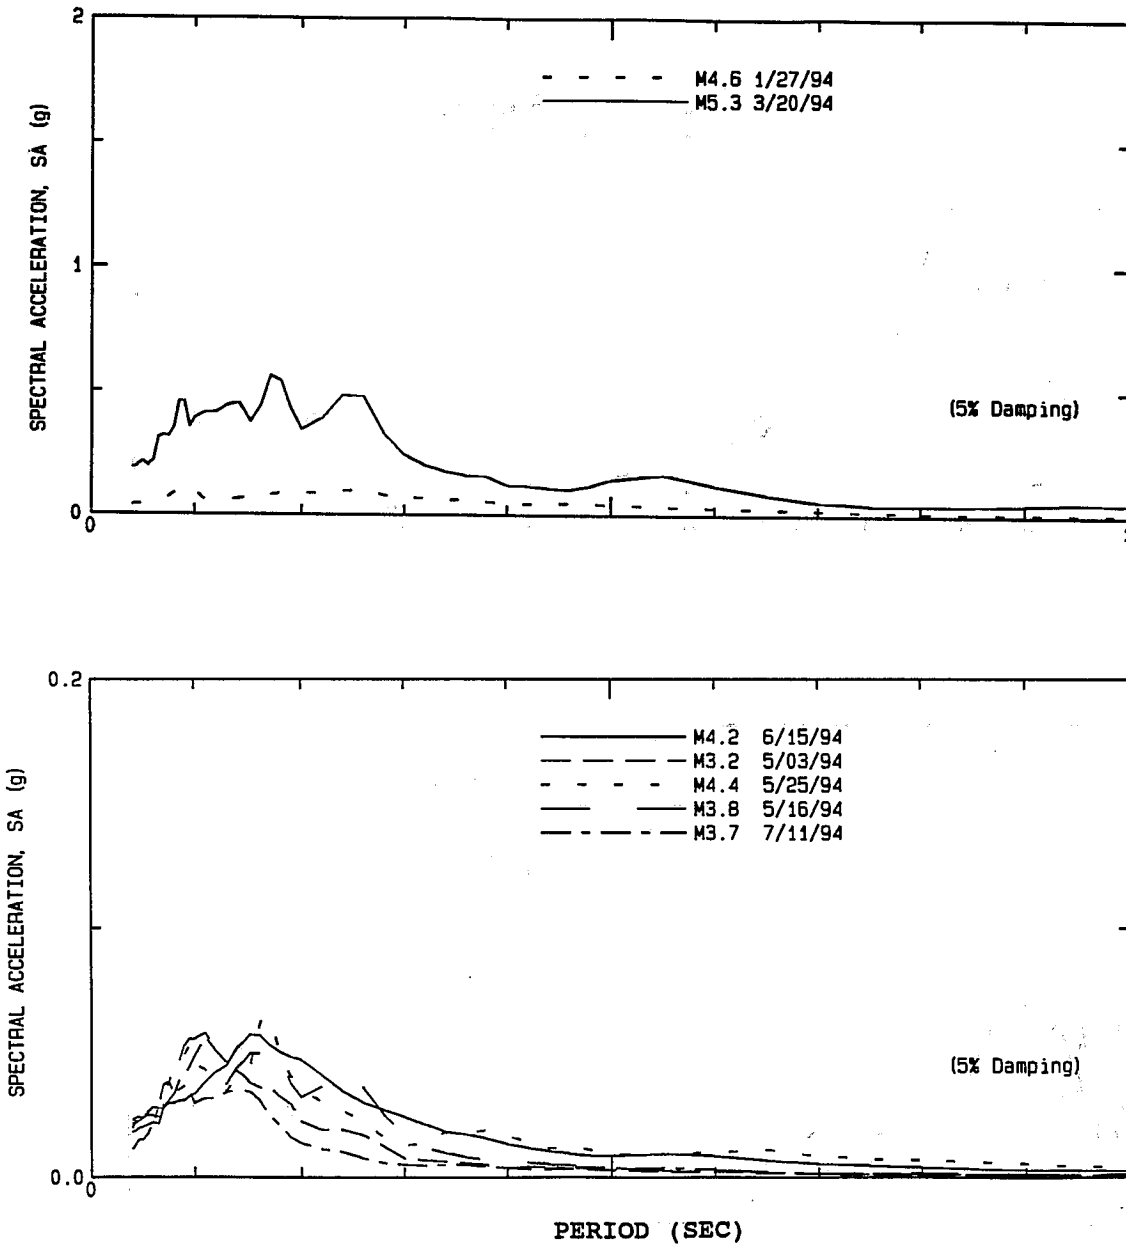 2
M4.6 1/27/94
M5.3 3/20/94
SPECTRAL ACCELERATION, SA (g)
1
(5% Damping)
0
0
0.2
M4.2 6/15/94
M3.2 5/03/94
M4.4 5/25/94
M3.8 5/16/94
M3.7 7/11/94
SPECTRAL ACCELERATION, SA (g)
(5% Damping)
0.0
0
PERIOD (SEC)